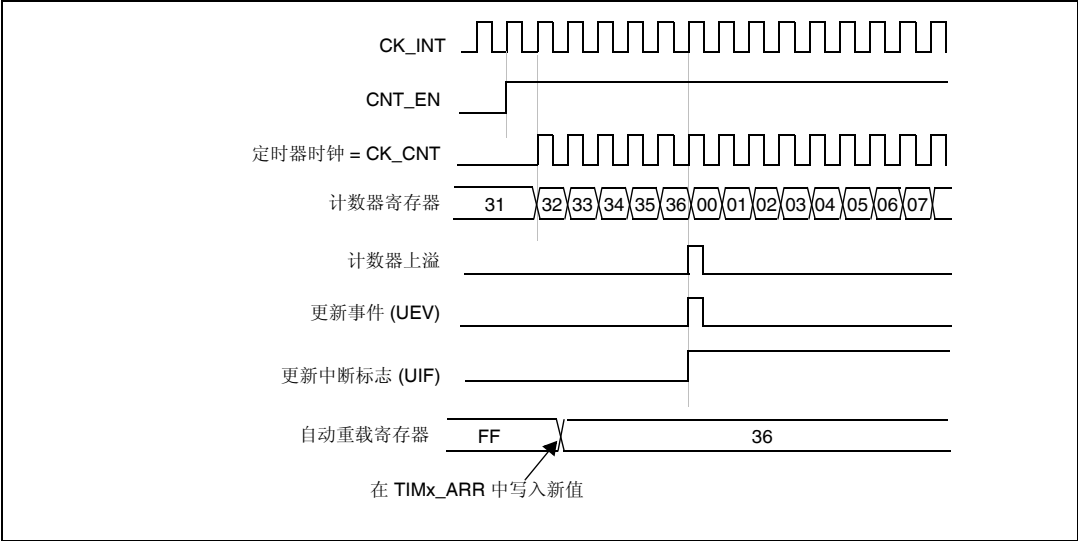 CK_INT
CNT_EN
定时器时钟 = CK_CNT
计数器寄存器 31 32 33 34 35 36 00 01 02 03 04 05 06 07
计数器上溢
更新事件 (UEV)
更新中断标志 (UIF)
自动重载寄存器 FF 36
在 TIMx_ARR 中写入新值